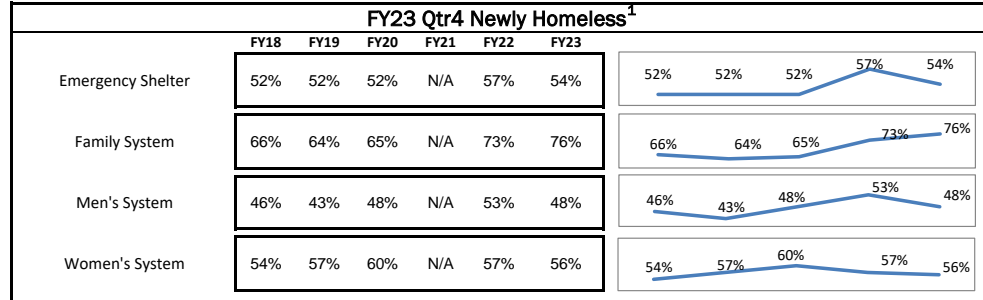 FY23 Qtr4 Newly Homeless1
FY18 FY19 FY20 FY21 FY22 FY23
Emergency Shelter 52% 52% 52% N/A 57% 54% 52% 52% 52% 57% 54%
Family System 66% 64% 65% N/A 73% 76% 66% 64% 65% 73% 76%
Men's System 46% 43% 48% N/A 53% 48% 46% 43% 48% 53% 48%
Women's System 54% 57% 60% N/A 57% 56% 54% 57% 60% 57% 56%